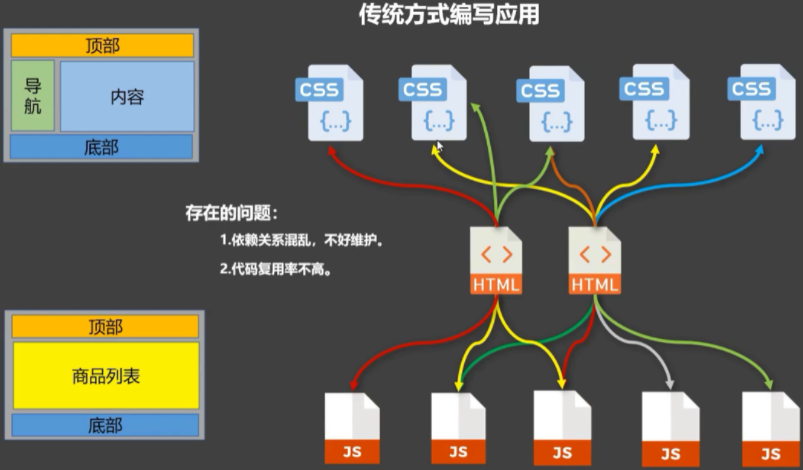 传统方式编写应用
顶部
导航
内容
底部
CSS
{...}
CSS
{...}
CSS
{...}
CSS
{...}
CSS
{...}
存在的问题：
1.依赖关系混乱，不好维护。
2.代码复用率不高。
< >
HTML
< >
HTML
顶部
商品列表
底部
JS
JS
JS
JS
JS